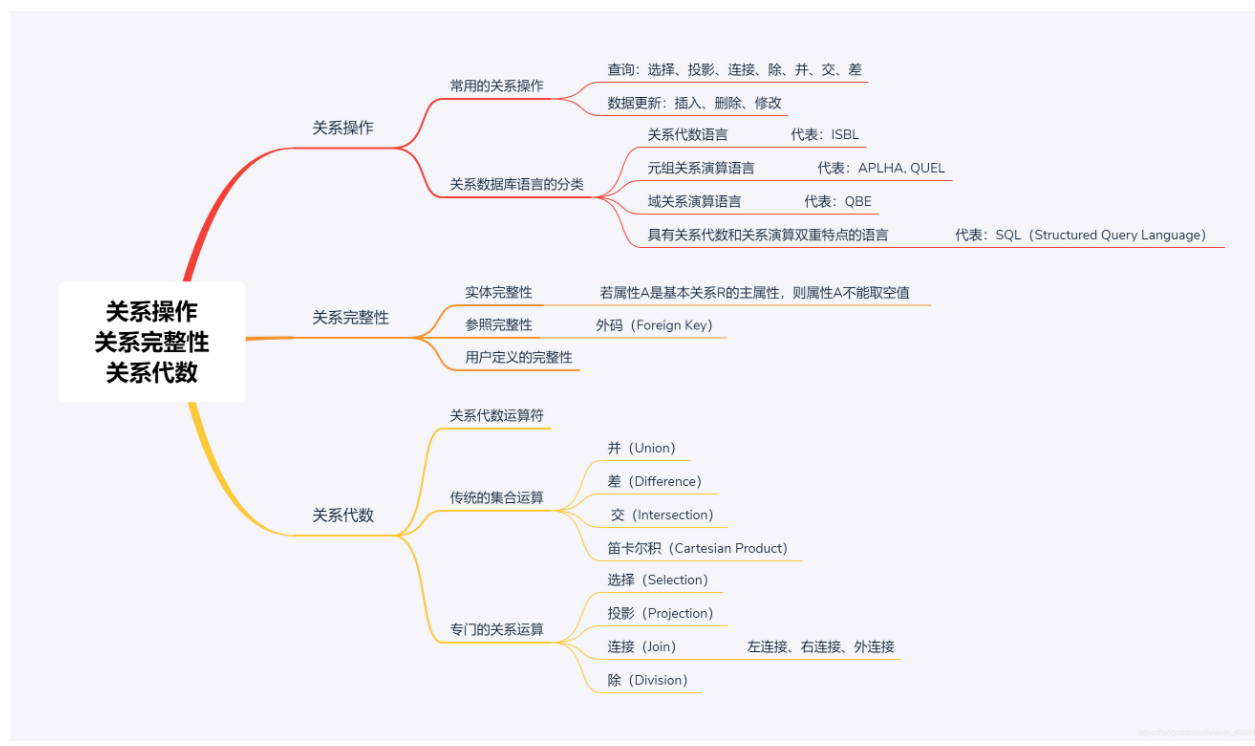 关系操作
关系完整性
关系代数
关系操作
常用的关系操作
查询：选择、投影、连接、除、并、交、差
数据更新：插入、删除、修改
关系数据库语言的分类
关系代数语言 代表：ISBL
元组关系演算语言 代表：APLHA, QUEL
域关系演算语言 代表：QBE
具有关系代数和关系演算双重特点的语言 代表：SQL（Structured Query Language）
关系完整性
实体完整性 若属性A是基本关系R的主属性，则属性A不能取空值
参照完整性 外码（Foreign Key）
用户定义的完整性
关系代数
关系代数运算符
传统的集合运算
并（Union）
差（Difference）
交（Intersection）
笛卡尔积（Cartesian Product）
专门的关系运算
选择（Selection）
投影（Projection）
连接（Join） 左连接、右连接、外连接
除（Division）